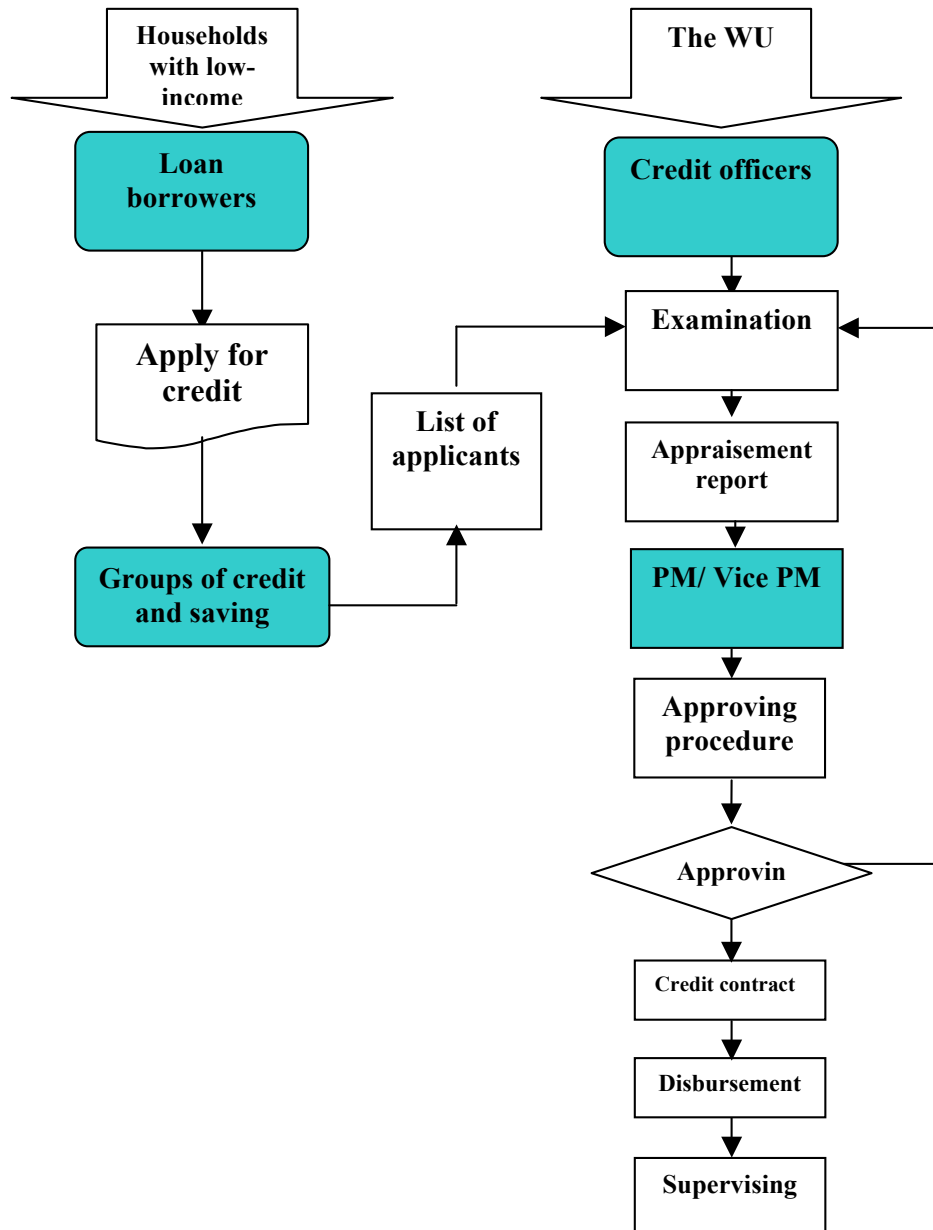 Households
with low-
income
Loan
borrowers
Apply for
credit
Groups of credit
and saving
List of
applicants
The WU
Credit officers
Examination
Appraisement
report
PM/ Vice PM
Approving
procedure
Approvin
Credit contract
Disbursement
Supervising